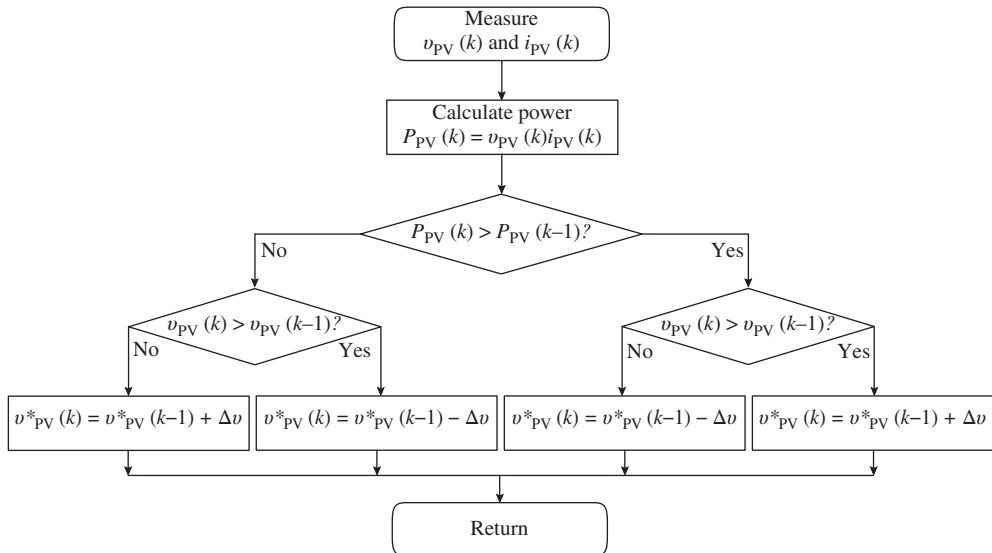 Measure
υPV (k) and iPV (k)
Calculate power
PPV (k) = υPV (k)iPV (k)
PPV (k) > PPV (k–1)?
No
Yes
υPV (k) > υPV (k–1)?
υPV (k) > υPV (k–1)?
No
Yes
No
Yes
υ*PV (k) = υ*PV (k–1) + Δυ
υ*PV (k) = υ*PV (k–1) − Δυ
υ*PV (k) = υ*PV (k–1) − Δυ
υ*PV (k) = υ*PV (k–1) + Δυ
Return